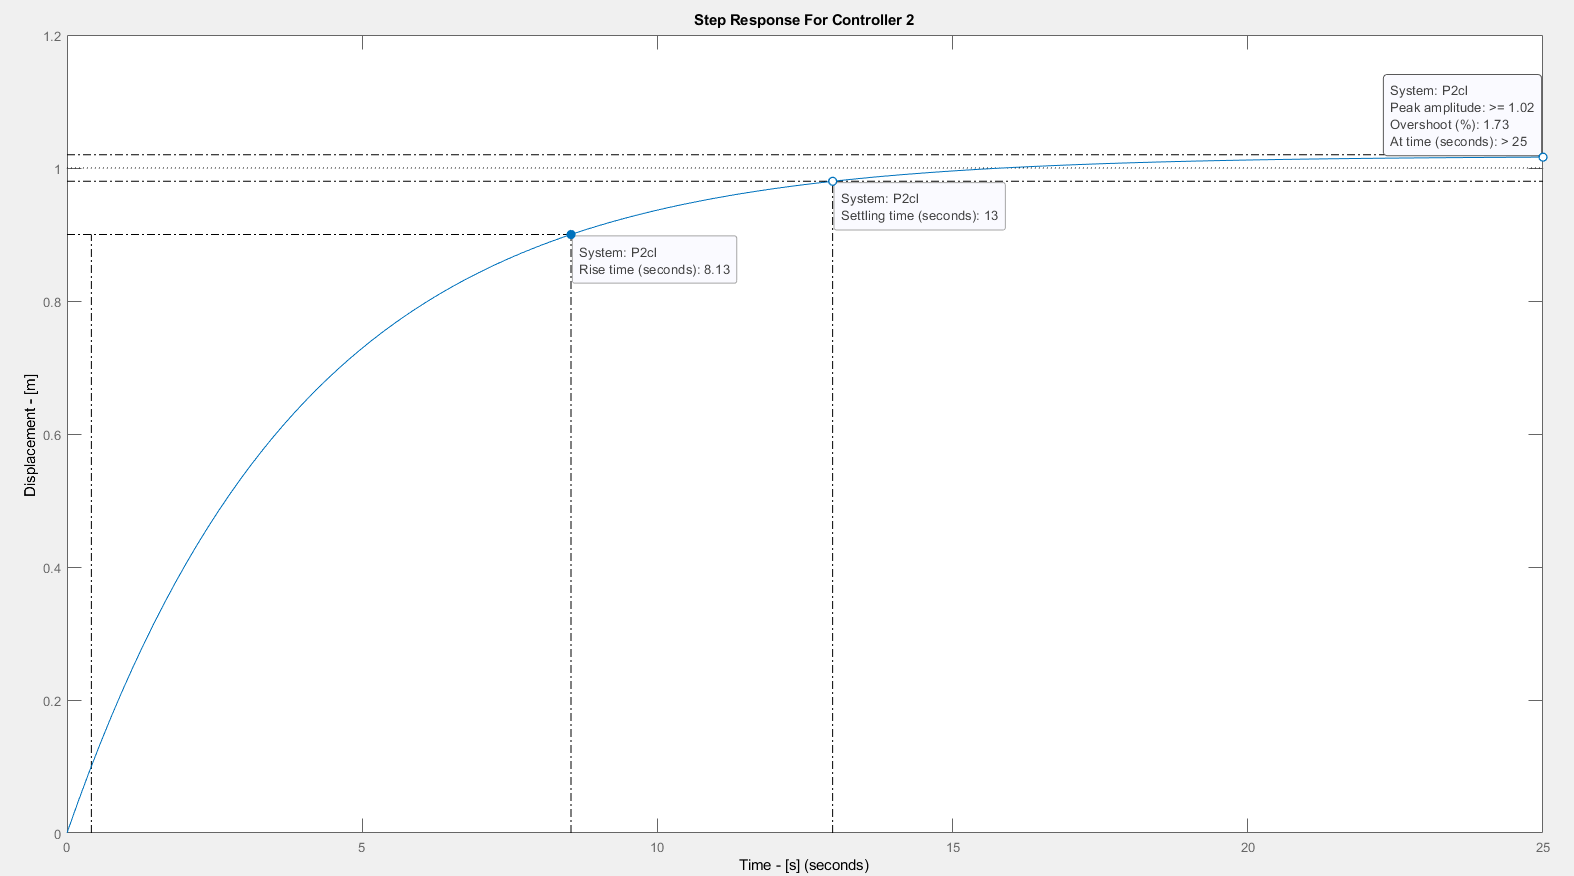 Step Response For Controller 2
1.2
System: P2cl
Peak amplitude: >= 1.02
Overshoot (%): 1.73
At time (seconds): > 25
1
System: P2cl
Settling time (seconds): 13
System: P2cl
Rise time (seconds): 8.13
0.8
Displacement - [m]
0.6
0.4
0.2
0
0 5 10 15 20 25
Time - [s] (seconds)